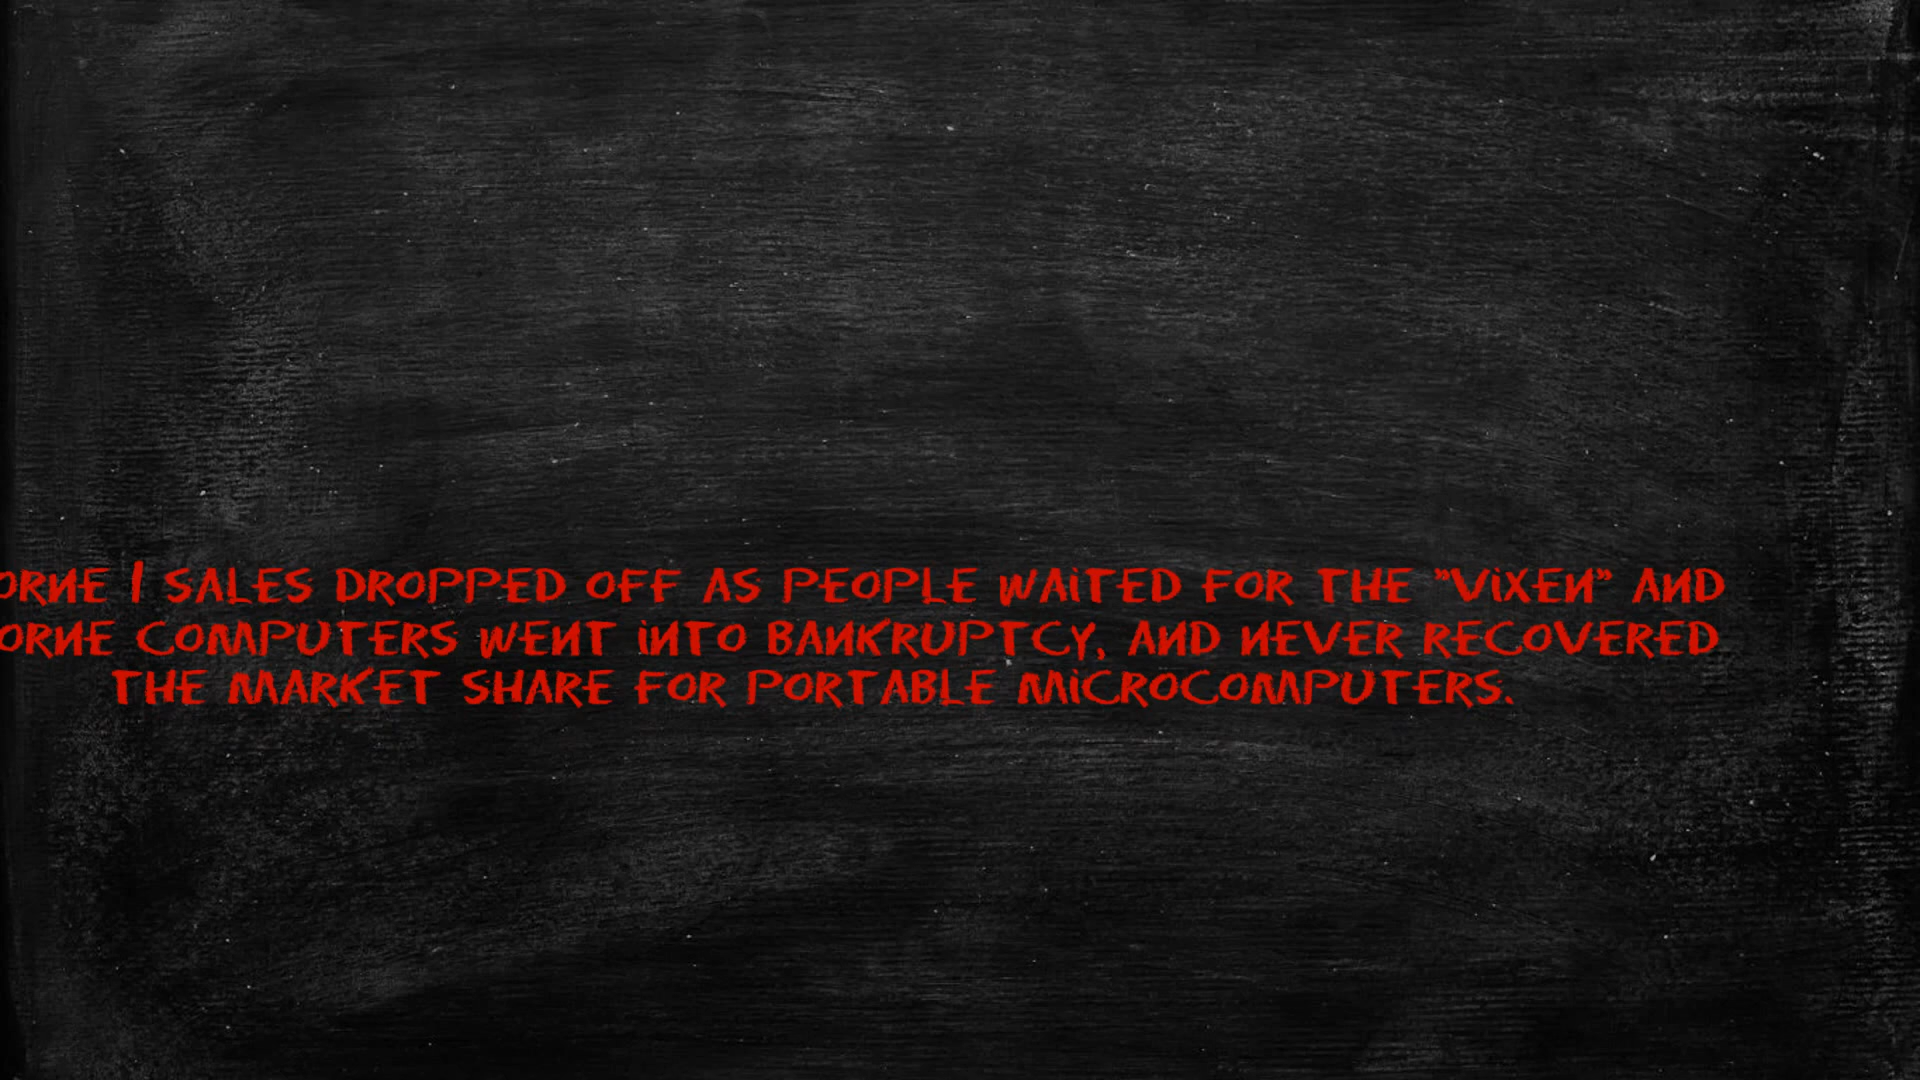 ORNE 1 SALES DROPPED OFF AS PEOPLE WAITED FOR THE "VIXEN" AND
ORNE COMPUTERS WENT INTO BANKRUPTCY, AND NEVER RECOVERED
THE MARKET SHARE FOR PORTABLE MICROCOMPUTERS.